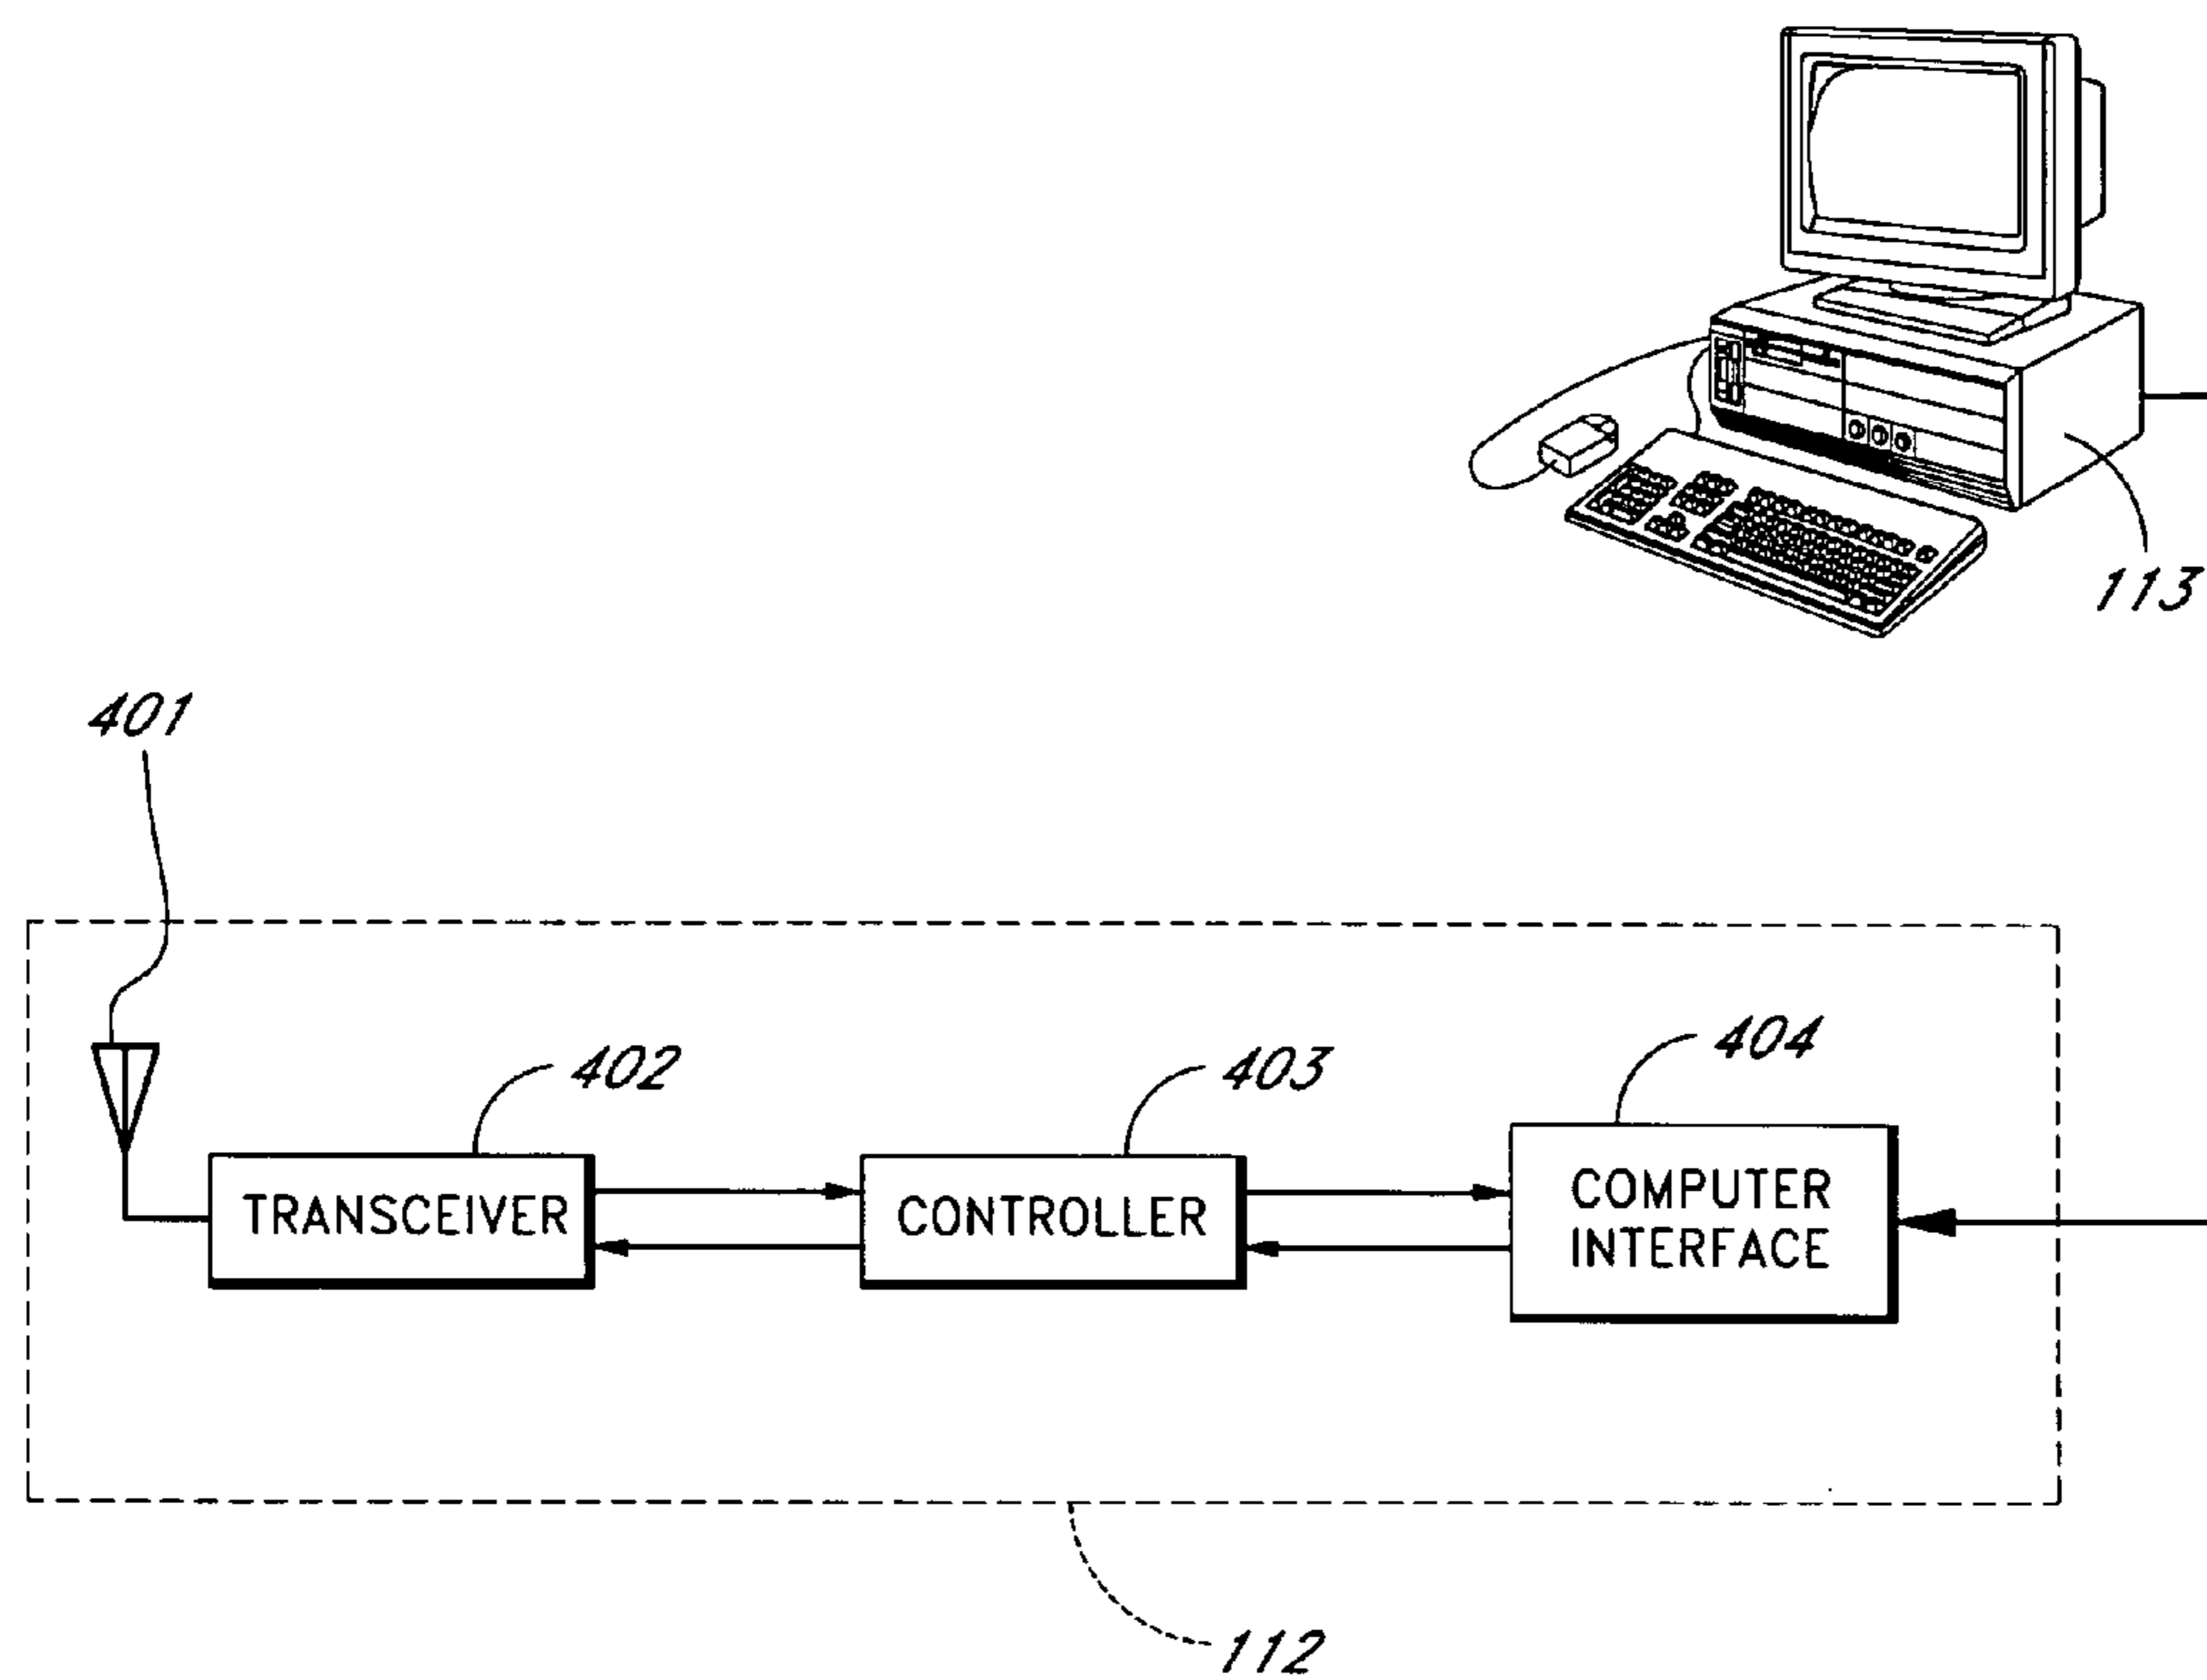 113
401
402
403
404
TRANSCEIVER
CONTROLLER
COMPUTER
INTERFACE
112